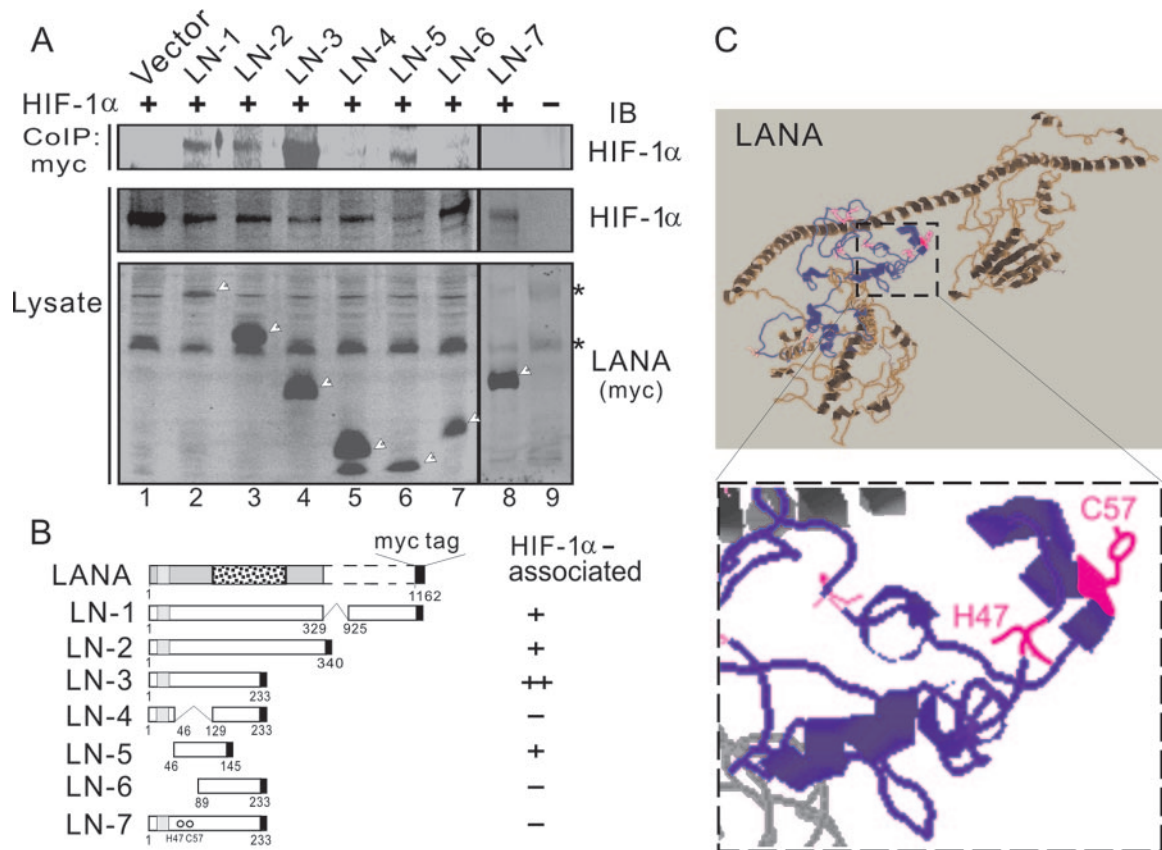 A
Vector LN-1 LN-2 LN-3 LN-4 LN-5 LN-6 LN-7
HIF-1α + + + + + + + + − IB
CoIP: myc HIF-1α
HIF-1α
Lysate
*
*
LANA
(myc)
1 2 3 4 5 6 7 8 9
B
myc tag
HIF-1α-
associated
LANA
1 1162
LN-1 +
1 329 925
LN-2 +
1 340
LN-3 ++
1 233
LN-4 −
1 46 129 233
LN-5 +
46 145
LN-6 −
89 233
LN-7 −
1 H47 C57 233
C
LANA
C57
H47